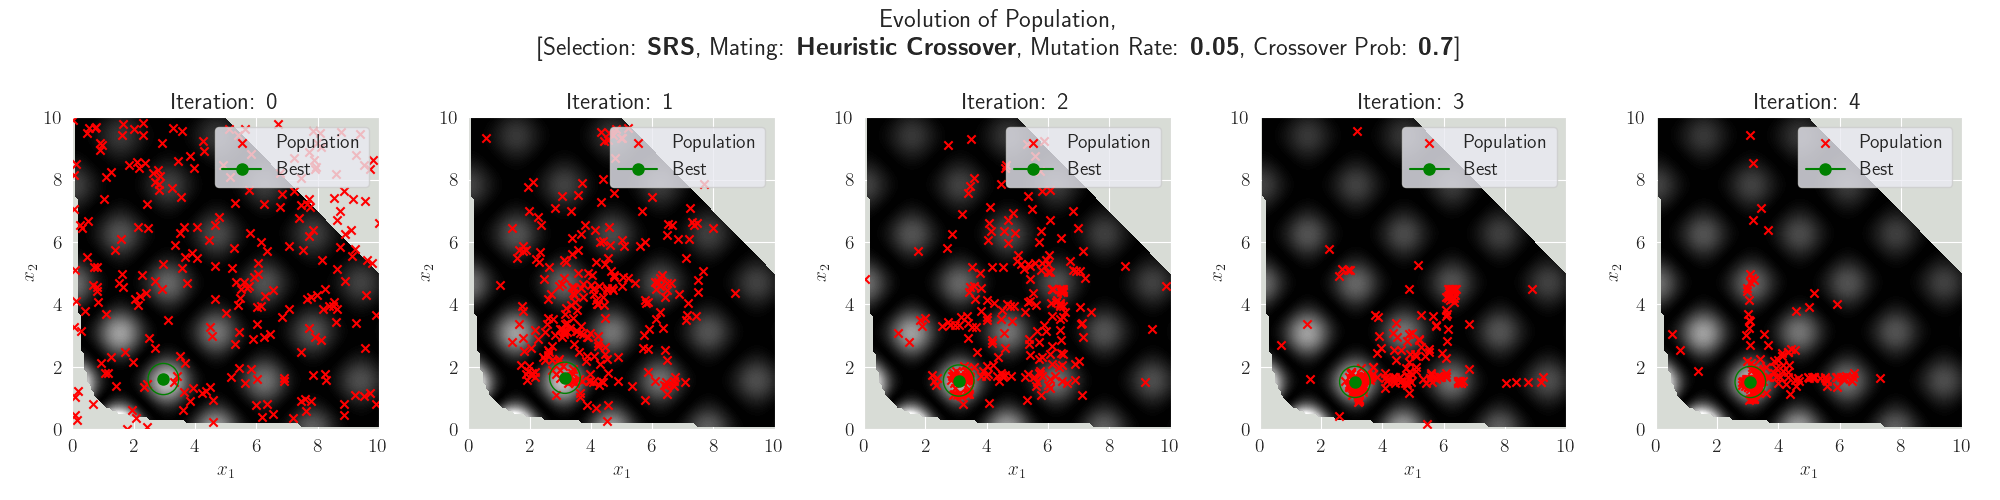 Evolution of Population,
[Selection: SRS, Mating: Heuristic Crossover, Mutation Rate: 0.05, Crossover Prob: 0.7]
Iteration: 0
10
8
6
4
2
0
x2
0 2 4 6 8 10
x1
Population
Best
Iteration: 1
10
8
6
4
2
0
x2
0 2 4 6 8 10
x1
Population
Best
Iteration: 2
10
8
6
4
2
0
x2
0 2 4 6 8 10
x1
Population
Best
Iteration: 3
10
8
6
4
2
0
x2
0 2 4 6 8 10
x1
Population
Best
Iteration: 4
10
8
6
4
2
0
x2
0 2 4 6 8 10
x1
Population
Best